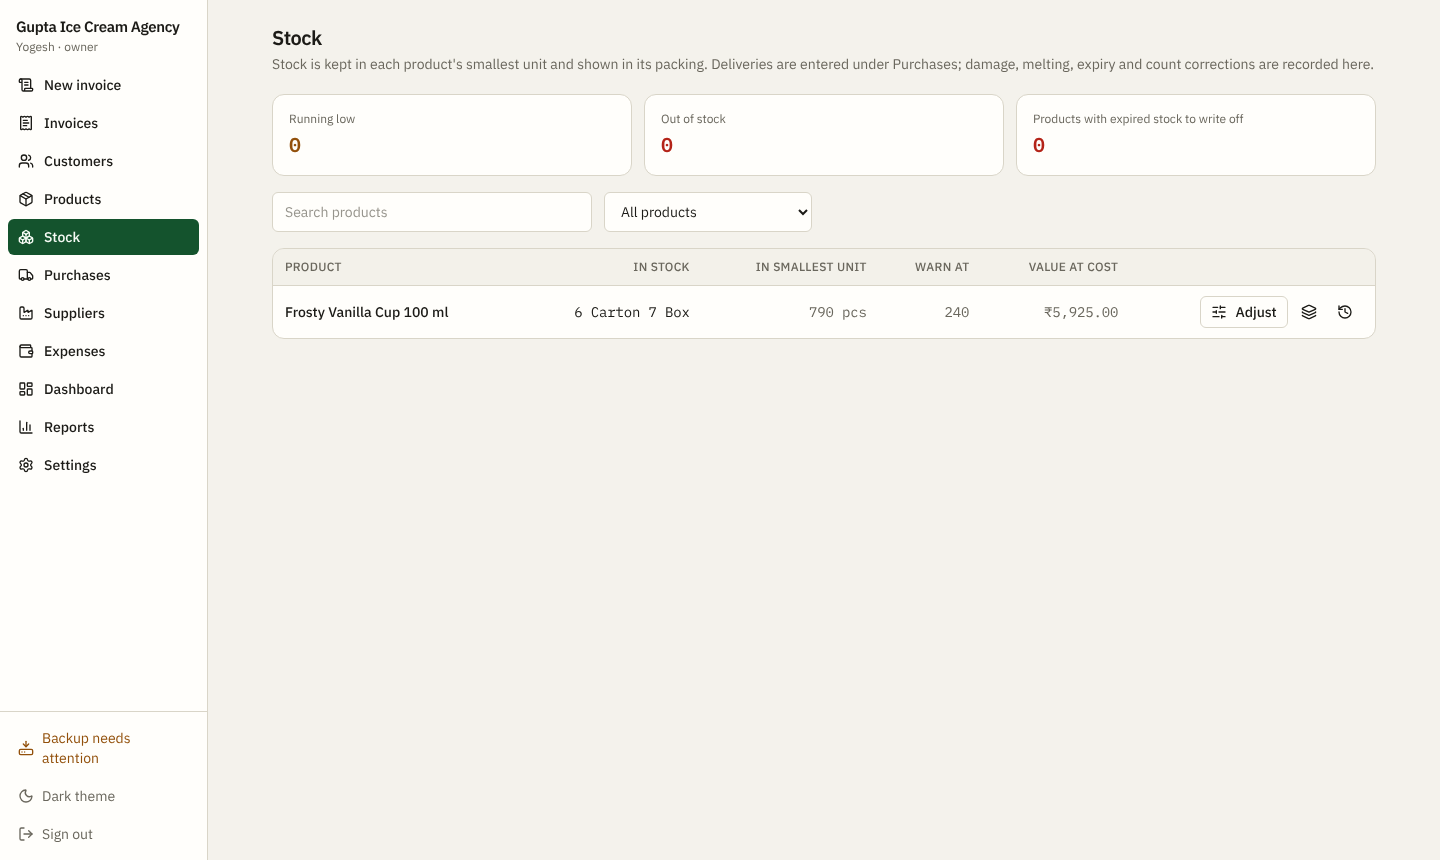 Gupta Ice Cream Agency
Yogesh · owner
New invoice
Invoices
Customers
Products
Stock
Purchases
Suppliers
Expenses
Dashboard
Reports
Settings
Backup needs
attention
Dark theme
Sign out
Stock
Stock is kept in each product's smallest unit and shown in its packing. Deliveries are entered under Purchases; damage, melting, expiry and count corrections are recorded here.
Running low
0
Out of stock
0
Products with expired stock to write off
0
Search products
All products
PRODUCT IN STOCK IN SMALLEST UNIT WARN AT VALUE AT COST
Frosty Vanilla Cup 100 ml 6 Carton 7 Box 790 pcs 240 ₹5,925.00 Adjust